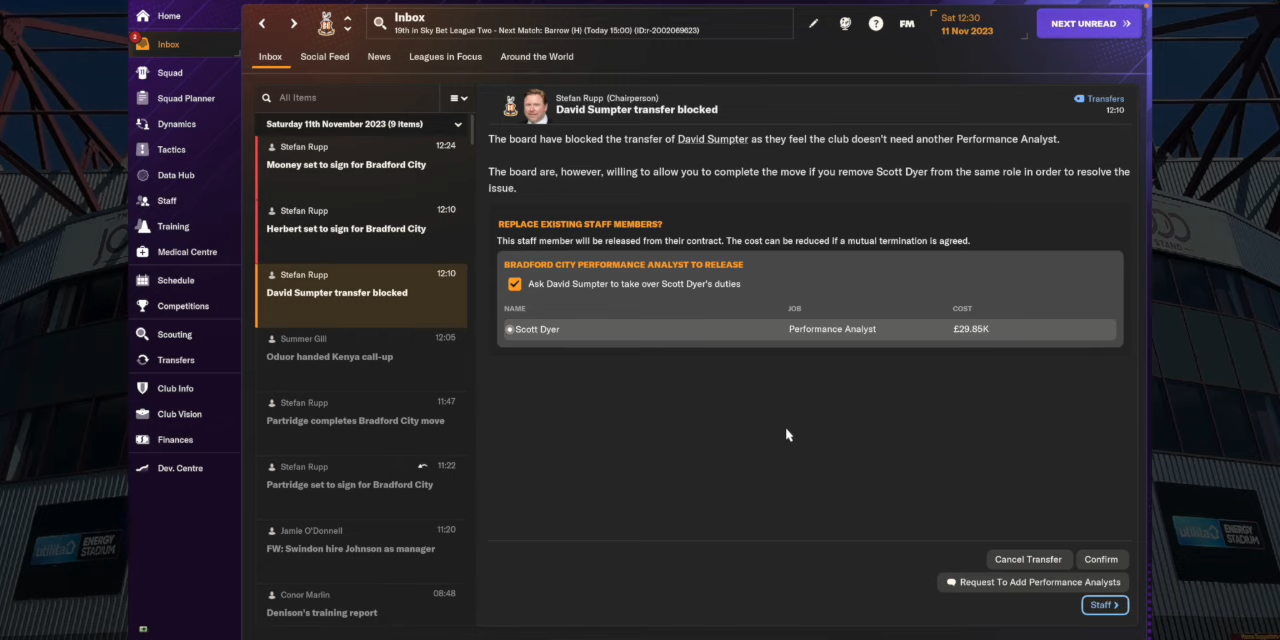 Home
Inbox
2
Squad
Squad Planner
Dynamics
Tactics
Data Hub
Staff
Training
Medical Centre
Schedule
Competitions
Scouting
Transfers
Club Info
Club Vision
Finances
Dev. Centre
Inbox
19th in Sky Bet League Two - Next Match: Barrow (H) (Today 15:00) (ID:r-2002069623)
FM
Sat 12:30
11 Nov 2023
NEXT UNREAD
Inbox Social Feed News Leagues in Focus Around the World
All Items
Saturday 11th November 2023 (9 Items)
Stefan Rupp 12:24
Mooney set to sign for Bradford City
Stefan Rupp 12:10
Herbert set to sign for Bradford City
Stefan Rupp 12:10
David Sumpter transfer blocked
Summer Gill 12:05
Oduor handed Kenya call-up
Stefan Rupp 11:47
Partridge completes Bradford City move
Stefan Rupp 11:22
Partridge set to sign for Bradford City
Jamie O'Donnell 11:20
FW: Swindon hire Johnson as manager
Conor Marlin 08:48
Denison's training report
Stefan Rupp (Chairperson)
David Sumpter transfer blocked
Transfers
12:10
The board have blocked the transfer of David Sumpter as they feel the club doesn't need another Performance Analyst.
The board are, however, willing to allow you to complete the move if you remove Scott Dyer from the same role in order to resolve the
issue.
REPLACE EXISTING STAFF MEMBERS?
This staff member will be released from their contract. The cost can be reduced if a mutual termination is agreed.
BRADFORD CITY PERFORMANCE ANALYST TO RELEASE
Ask David Sumpter to take over Scott Dyer's duties
NAME JOB COST
Scott Dyer Performance Analyst £29.85K
Cancel Transfer Confirm
Request To Add Performance Analysts
Staff >
utilita ENERGY
STADIUM
utilita ENERGY
STADIUM
STAND